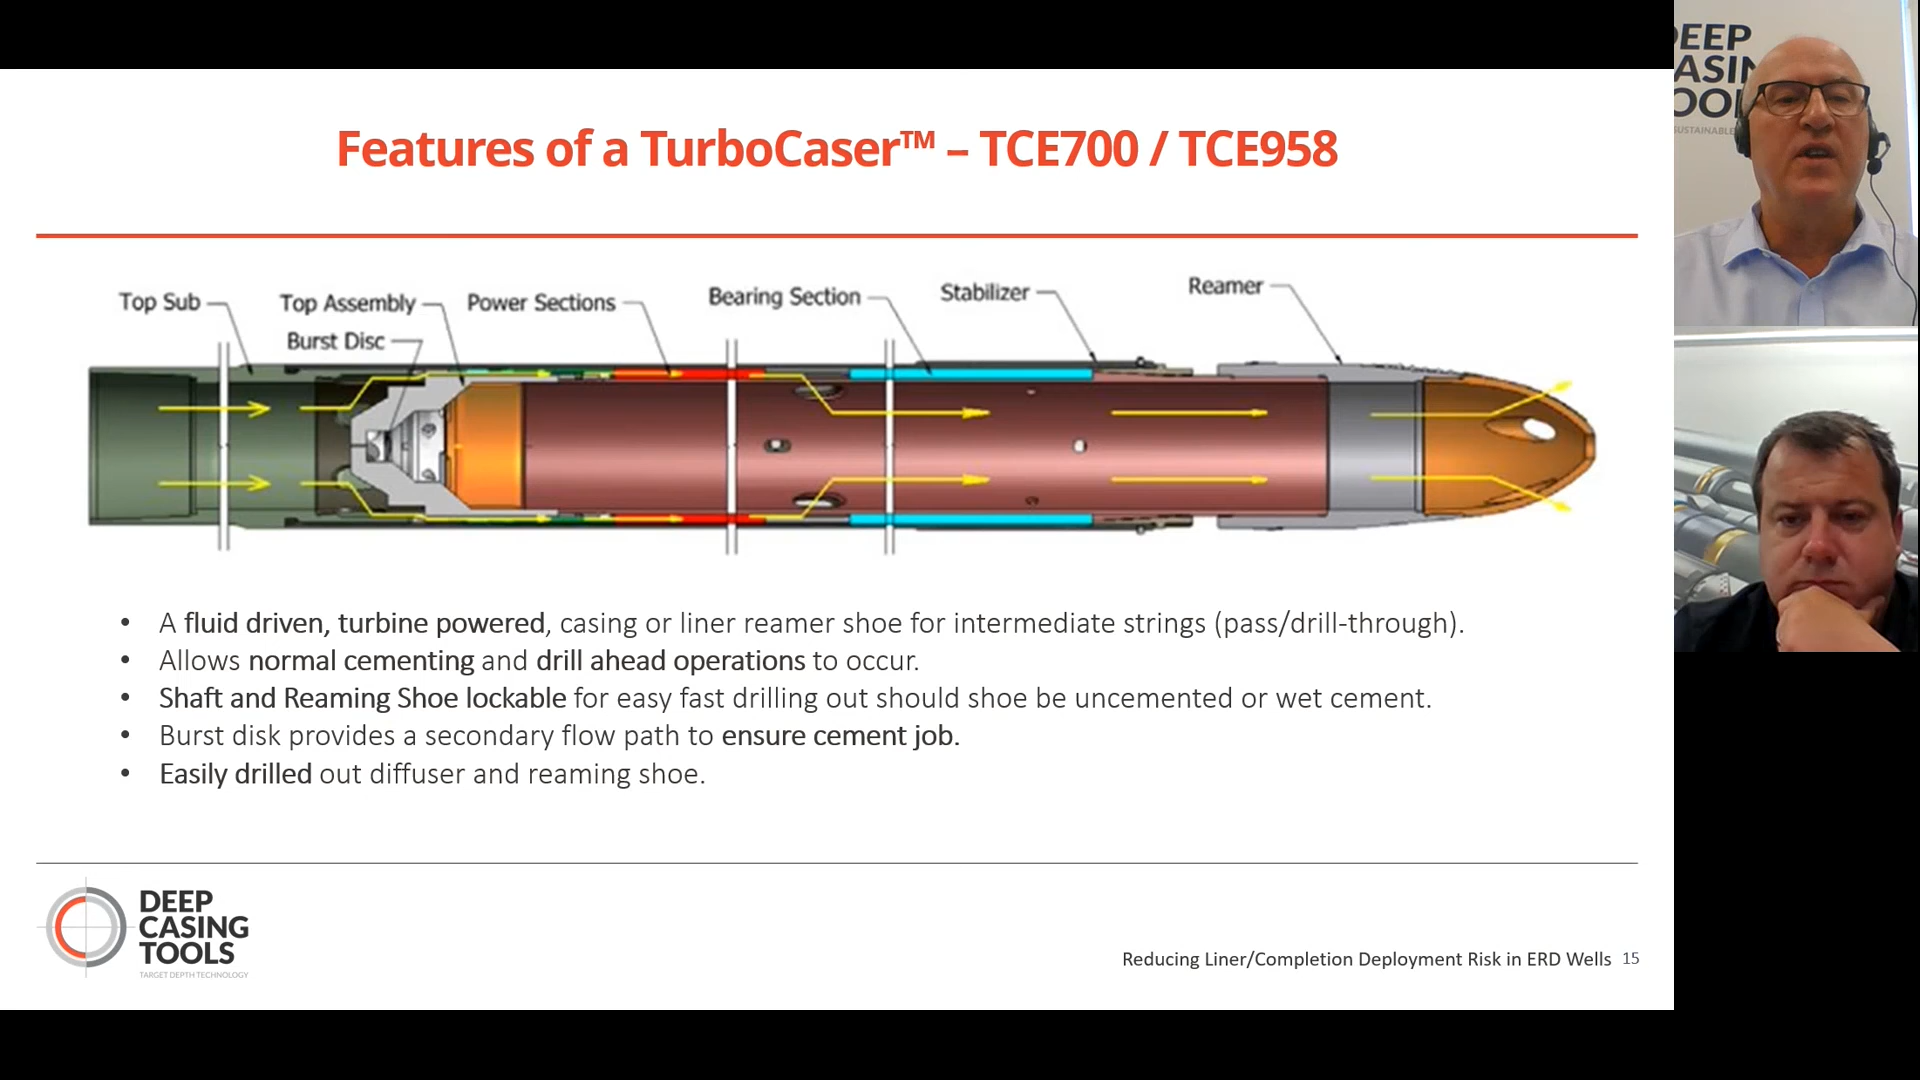 Features of a TurboCaser™ – TCE700 / TCE958
Top Sub
Top Assembly
Burst Disc
Power Sections
Bearing Section
Stabilizer
Reamer
• A fluid driven, turbine powered, casing or liner reamer shoe for intermediate strings (pass/drill-through).
• Allows normal cementing and drill ahead operations to occur.
• Shaft and Reaming Shoe lockable for easy fast drilling out should shoe be uncemented or wet cement.
• Burst disk provides a secondary flow path to ensure cement job.
• Easily drilled out diffuser and reaming shoe.
DEEP
CASING
TOOLS
TARGET DEPTH TECHNOLOGY
Reducing Liner/Completion Deployment Risk in ERD Wells 15
EEP
ASIN
OO
SUSTAINABLE